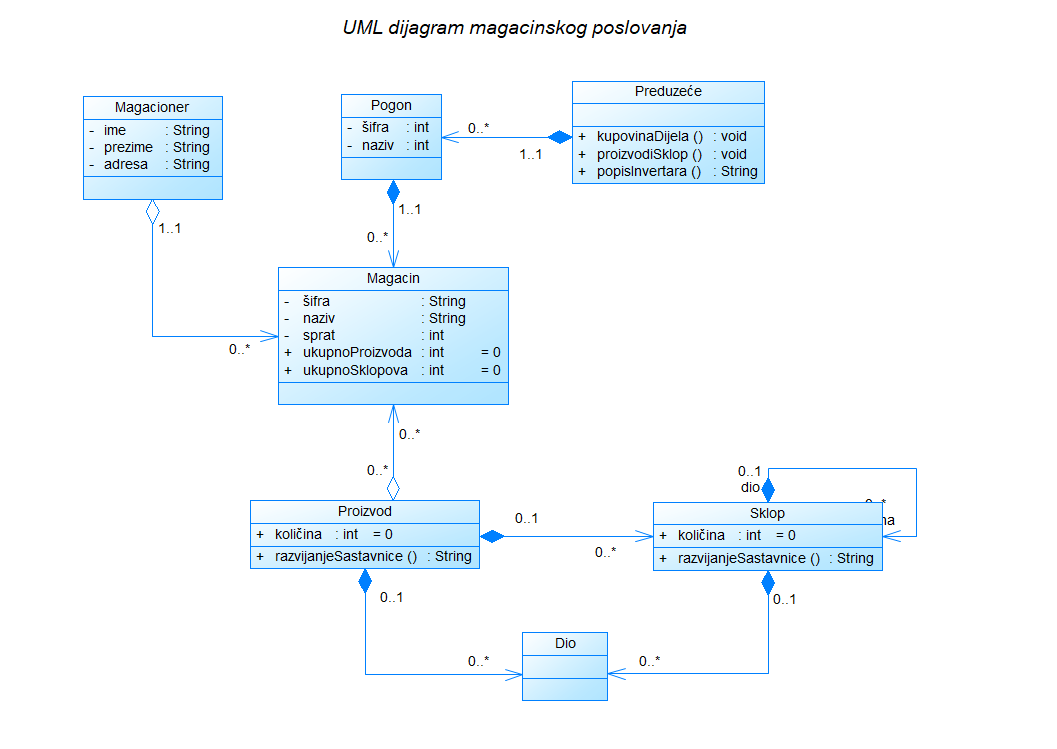 UML dijagram magacinskog poslovanja
Magacioner
- ime : String
- prezime : String
- adresa : String
1..1
0..*
Pogon
- šifra : int
- naziv : int
0..*
1..1
Preduzeće
+ kupovinaDijela () : void
+ proizvodiSklop () : void
+ popisInvertara () : String
1..1
0..*
Magacin
- šifra : String
- naziv : String
- sprat : int
+ ukupnoProizvoda : int = 0
+ ukupnoSklopova : int = 0
0..*
0..*
Proizvod
+ količina : int = 0
+ razvijanjeSastavnice () : String
0..1
0..*
0..1
dio
Sklop
+ količina : int = 0
+ razvijanjeSastavnice () : String
0..1
0..1
0..*
0..*
Dio